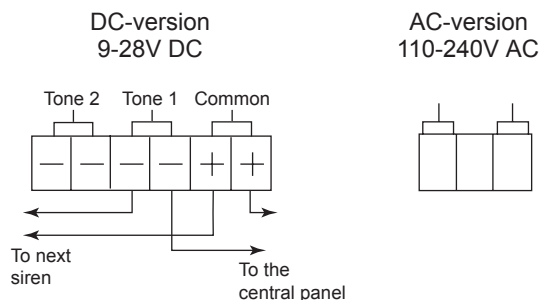 DC-version
9-28V DC
AC-version
110-240V AC
Tone 2 Tone 1 Common
− − − − + +
To next
siren
To the
central panel